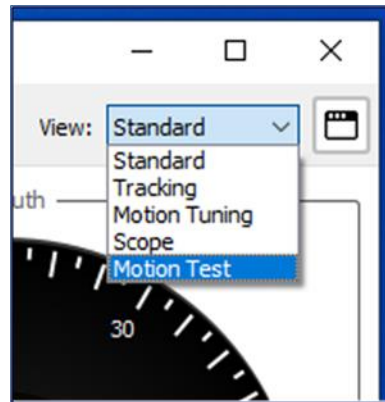 View: Standard
Standard
Tracking
Motion Tuning
Scope
Motion Test
uth
30